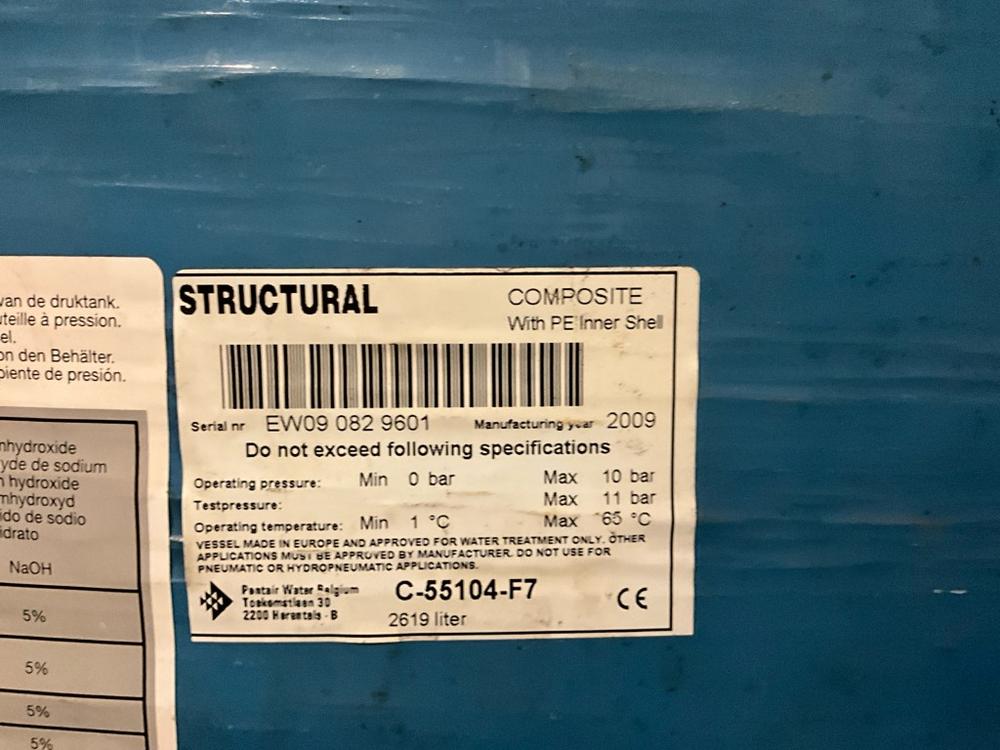 van de druktank.
uteille à pression.
el.
on den Behälter.
piente de presión.
nhydroxide
yde de sodium
n hydroxide
mhydroxyd
ido de sodio
idrato
NaOH
5%
5%
5%
5%
STRUCTURAL
COMPOSITE
With PE Inner Shell
Serial nr EW09 082 9601 Manufacturing year 2009
Do not exceed following specifications
Operating pressure: Min 0 bar Max 10 bar
Testpressure: Max 11 bar
Operating temperature: Min 1 °C Max 65 °C
VESSEL MADE IN EUROPE AND APPROVED FOR WATER TREATMENT ONLY. OTHER
APPLICATIONS MUST BE APPROVED BY MANUFACTURER. DO NOT USE FOR
PNEUMATIC OR HYDROPNEUMATIC APPLICATIONS.
Pentair Water Belgium
Toekomstlaan 30
2200 Herentals - B
C-55104-F7
2619 liter
CE